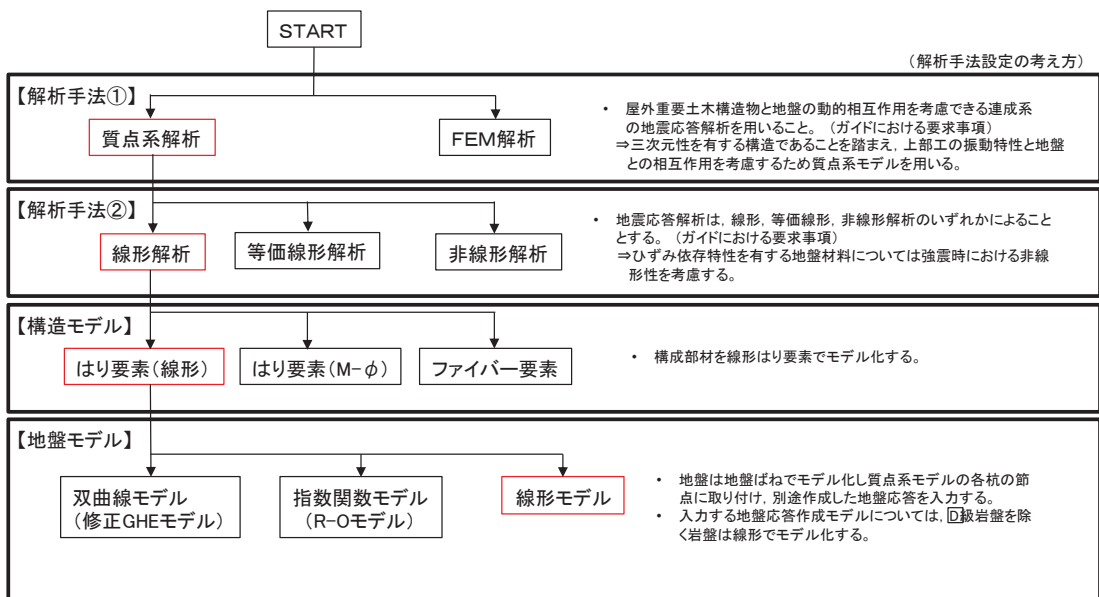 START
(解析手法設定の考え方)
【解析手法①】
質点系解析
FEM解析
・ 屋外重要土木構造物と地盤の動的相互作用を考慮できる連成系
の地震応答解析を用いること。（ガイドにおける要求事項）
⇒三次元性を有する構造であることを踏まえ，上部工の振動特性と地盤
との相互作用を考慮するため質点系モデルを用いる。
【解析手法②】
線形解析
等価線形解析
非線形解析
・ 地震応答解析は，線形，等価線形，非線形解析のいずれかによること
とする。（ガイドにおける要求事項）
⇒ひずみ依存特性を有する地盤材料については強震時における非線
形性を考慮する。
【構造モデル】
はり要素(線形)
はり要素(M-φ)
ファイバー要素
・ 構成部材を線形はり要素でモデル化する。
【地盤モデル】
双曲線モデル
(修正GHEモデル)
指数関数モデル
(R-Oモデル)
線形モデル
・ 地盤は地盤ばねでモデル化し質点系モデルの各杭の節
点に取り付け，別途作成した地盤応答を入力する。
・ 入力する地盤応答作成モデルについては，D級岩盤を除
く岩盤は線形でモデル化する。